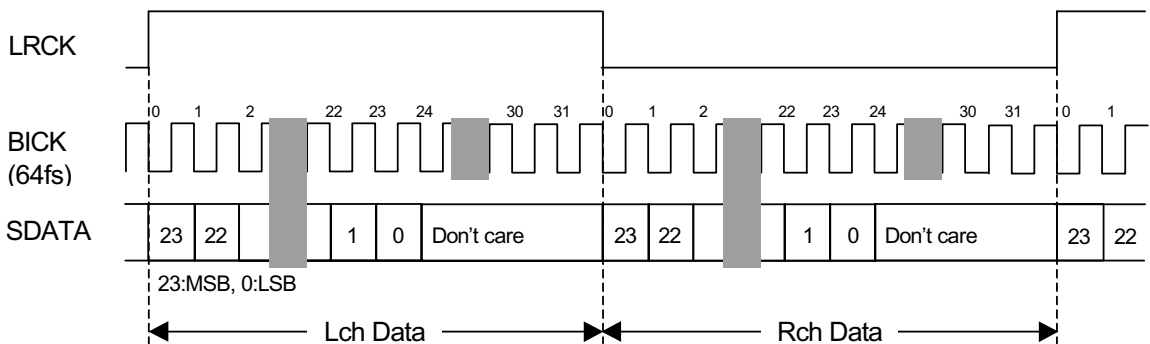 LRCK
0 1 2 22 23 24 30 31 0 1 2 22 23 24 30 31 0 1
BICK
(64fs)
SDATA 23 22 1 0 Don't care 23 22 1 0 Don't care 23 22
23:MSB, 0:LSB
Lch Data Rch Data